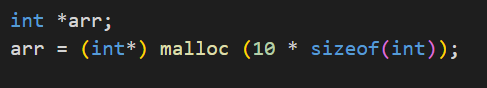 int *arr;
arr = (int*) malloc (10 * sizeof(int));